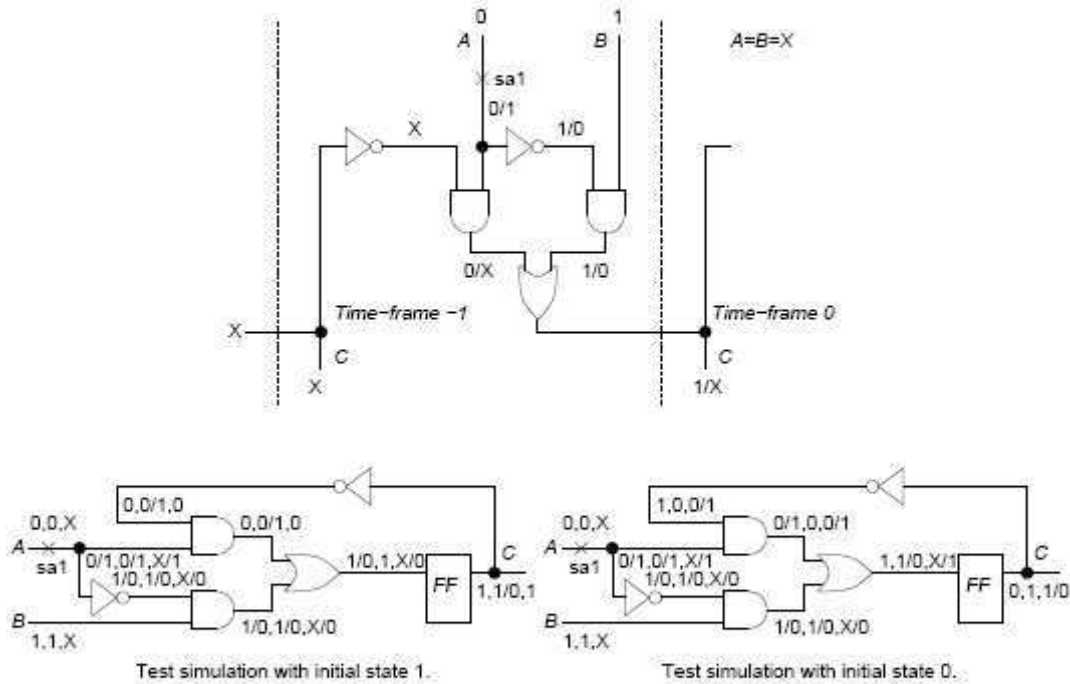 0 1
A B A=B=X
sa1
0/1
X 1/0
0/X 1/0
Time-frame -1 Time-frame 0
X
C C
X 1/X
0,0/1,0 1,0,0/1
0,0,X 0,0/1,0 0,0,X 0/1,0,0/1
A C A C
sa1 0/1,0/1,X/1 1/0,1,X/0 sa1 0/1,0/1,X/1 1,1/0,X/1
1/0,1/0,X/0 FF 1,1/0,1 1/0,1/0,X/0 FF 0,1,1/0
B B
1,1,X 1/0,1/0,X/0 1,1,X 1/0,1/0,X/0
Test simulation with initial state 1. Test simulation with initial state 0.